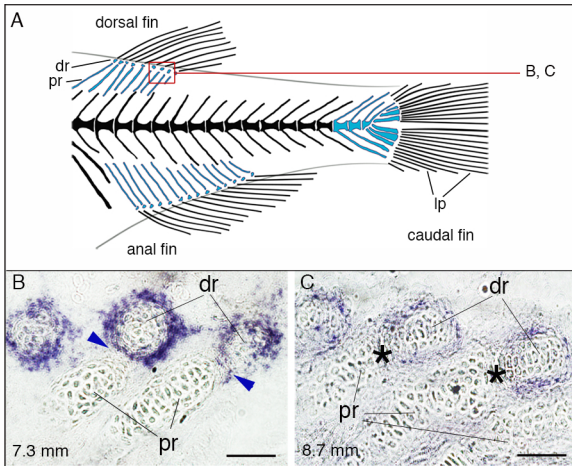 A
dorsal fin
dr
pr
B, C
lp
anal fin
caudal fin
B
dr
pr
7.3 mm
C
dr
pr
8.7 mm